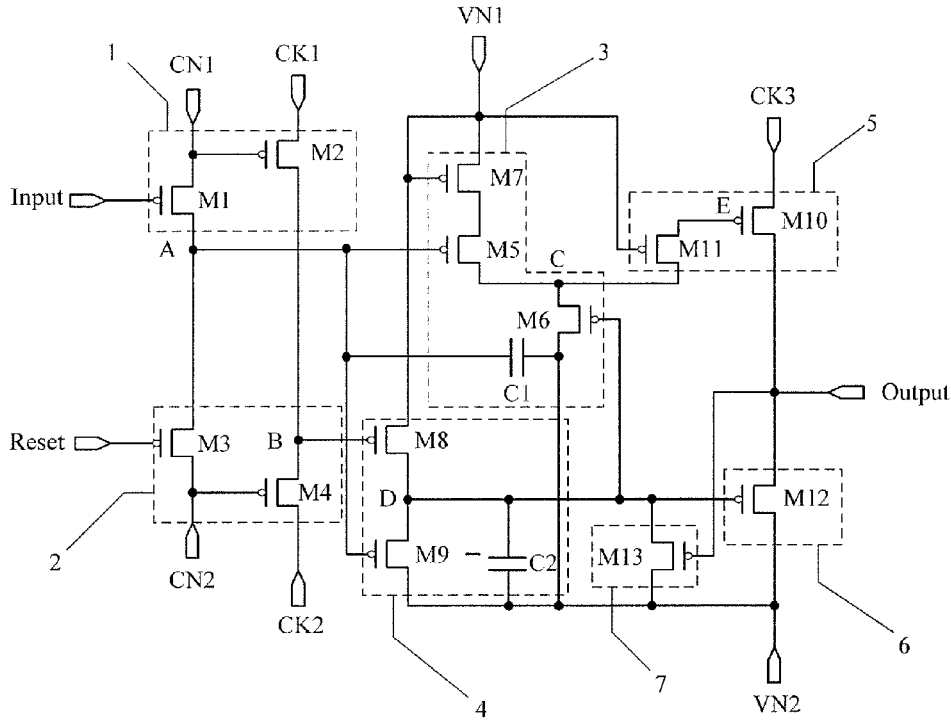 VN1
1
CN1
CK1
3
CK3
5
M2
M7
E
Input
M1
M10
A
M5
C
M11
M6
C1
Output
Reset
M3
B
M8
M4
D
M12
M9
C2
M13
2
CN2
CK2
4
7
6
VN2